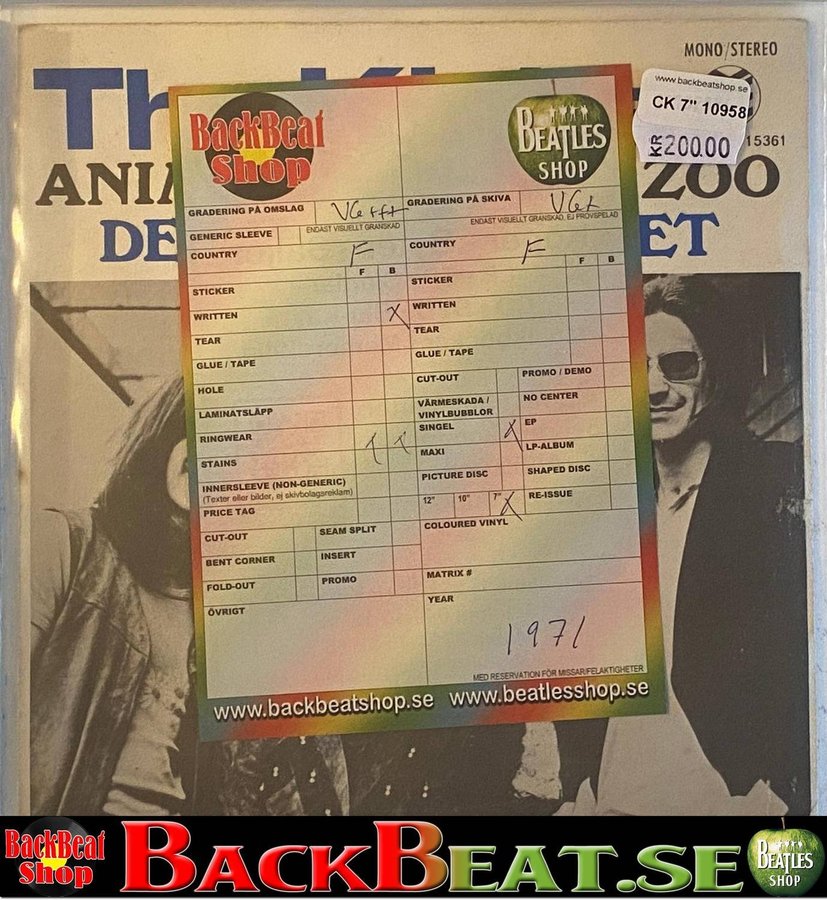 MONO/STEREO
www.backbeatshop.se
CK 7" 10958
KR200.00
15361
ZOO
DE
ET
BackBeat Shop
BEATLES SHOP
GRADERING PÅ OMSLAG
GRADERING PÅ SKIVA
ENDAST VISUELLT GRANSKAD
ENDAST VISUELLT GRANSKAD, EJ PROVSPELAD
GENERIC SLEEVE
COUNTRY F
COUNTRY F
F B
F B
STICKER
STICKER
WRITTEN X
WRITTEN
TEAR
TEAR
GLUE / TAPE
GLUE / TAPE
HOLE
CUT-OUT
PROMO / DEMO
LAMINATSLÄPP
VÄRMESKADA /
VINYLBUBBLOR
NO CENTER
RINGWEAR
SINGEL X
EP
STAINS
MAXI
LP-ALBUM
INNERSLEEVE (NON-GENERIC)
(Texter eller bilder, ej skivbolagsreklam)
PICTURE DISC
SHAPED DISC
PRICE TAG
12" 10" 7" X
RE-ISSUE
CUT-OUT
SEAM SPLIT
COLOURED VINYL
BENT CORNER
INSERT
FOLD-OUT
PROMO
MATRIX #
ÖVRIGT
YEAR
1971
MED RESERVATION FÖR MISSAR/FELAKTIGHETER
www.backbeatshop.se www.beatlesshop.se
BackBeat Shop
BACKBEAT.SE
BEATLES SHOP